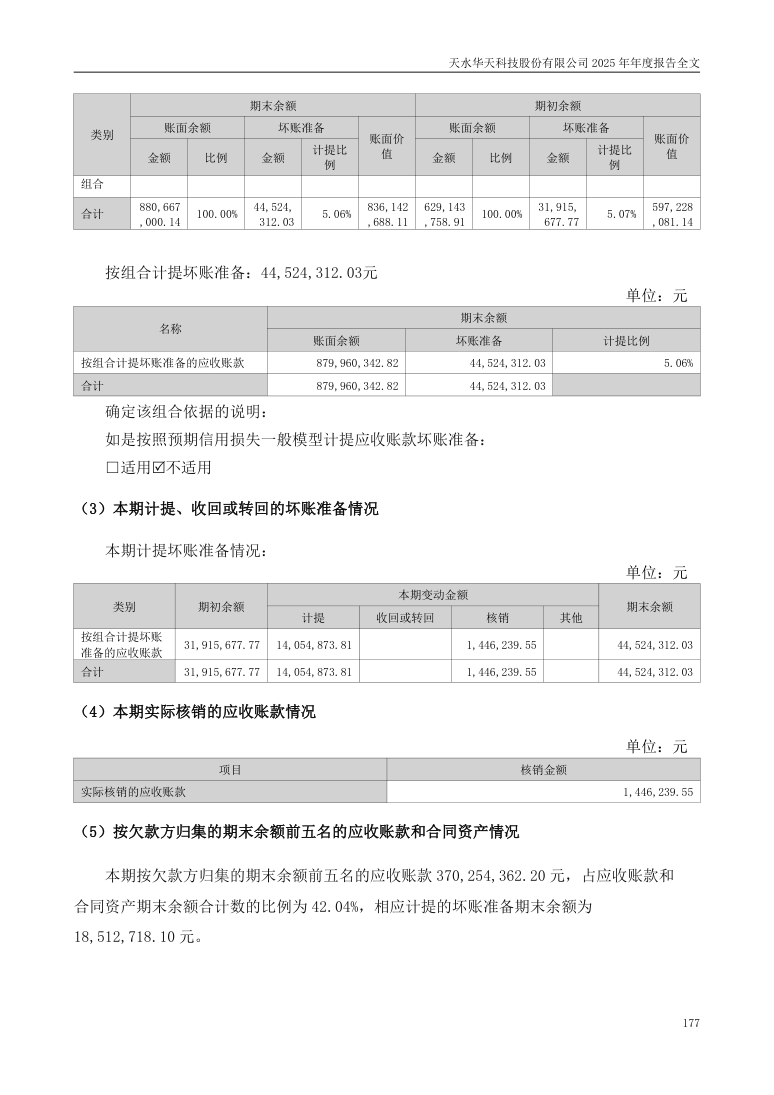 天水华天科技股份有限公司 2025 年年度报告全文
类别 期末余额 期初余额
账面余额 坏账准备 账面价值 账面余额 坏账准备 账面价值
金额 比例 金额 计提比例 金额 比例 金额 计提比例
组合
合计 880,667,000.14 100.00% 44,524,312.03 5.06% 836,142,688.11 629,143,758.91 100.00% 31,915,677.77 5.07% 597,228,081.14
按组合计提坏账准备：44,524,312.03元
单位：元
名称 期末余额
账面余额 坏账准备 计提比例
按组合计提坏账准备的应收账款 879,960,342.82 44,524,312.03 5.06%
合计 879,960,342.82 44,524,312.03
确定该组合依据的说明：
如是按照预期信用损失一般模型计提应收账款坏账准备：
□适用☑不适用
（3）本期计提、收回或转回的坏账准备情况
本期计提坏账准备情况：
单位：元
类别 期初余额 本期变动金额 期末余额
计提 收回或转回 核销 其他
按组合计提坏账准备的应收账款 31,915,677.77 14,054,873.81 1,446,239.55 44,524,312.03
合计 31,915,677.77 14,054,873.81 1,446,239.55 44,524,312.03
（4）本期实际核销的应收账款情况
单位：元
项目 核销金额
实际核销的应收账款 1,446,239.55
（5）按欠款方归集的期末余额前五名的应收账款和合同资产情况
本期按欠款方归集的期末余额前五名的应收账款 370,254,362.20 元，占应收账款和
合同资产期末余额合计数的比例为 42.04%，相应计提的坏账准备期末余额为
18,512,718.10 元。
177